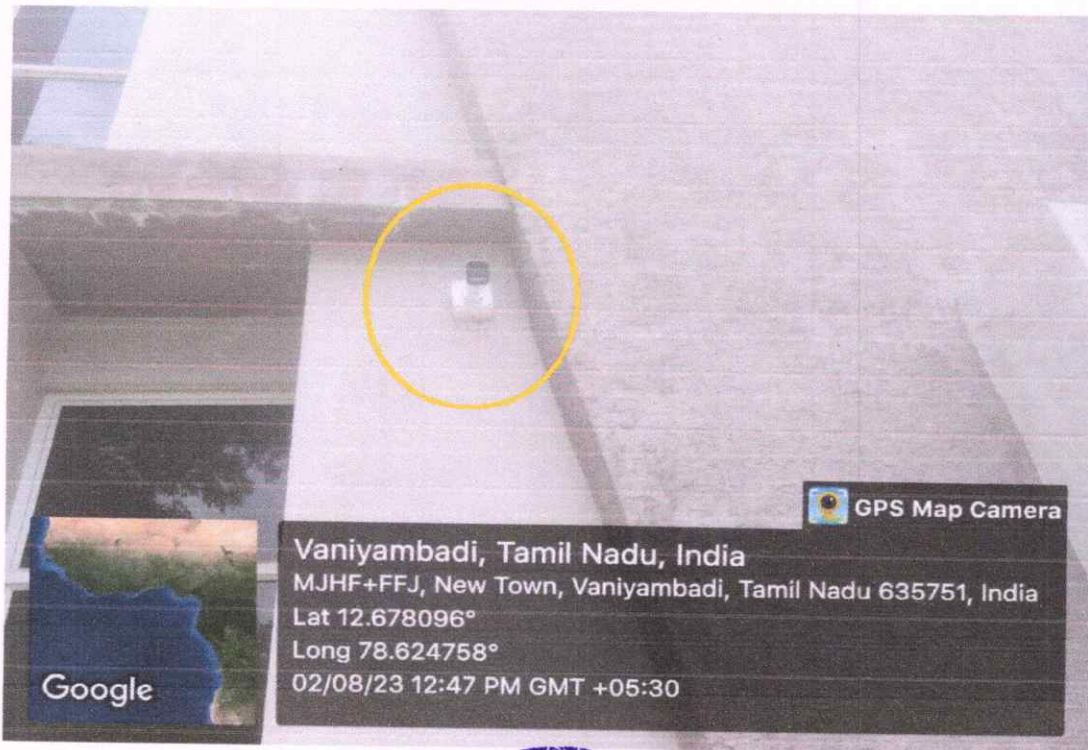 GPS Map Camera
Vaniyambadi, Tamil Nadu, India
MJHF+FFJ, New Town, Vaniyambadi, Tamil Nadu 635751, India
Lat 12.678096°
Long 78.624758°
02/08/23 12:47 PM GMT +05:30
Google